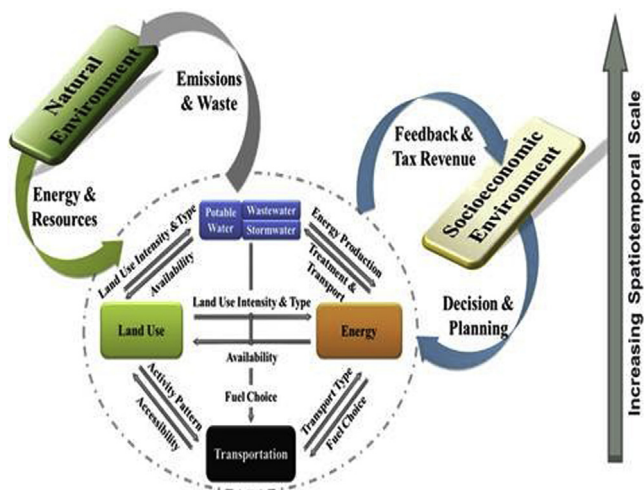 Natural
Environment
Emissions
& Waste
Energy &
Resources
Feedback &
Tax Revenue
Socioeconomic
Environment
Decision &
Planning
Increasing Spatiotemporal Scale
Potable
Water
Wastewater
Stormwater
Land Use Intensity &Type
Availability
Energy Production
Treatment &
Transport
Land Use Intensity & Type
Land Use
Energy
Availability
Fuel Choice
Activity Pattern
Accessibility
Transport Type
Fuel Choice
Transportation